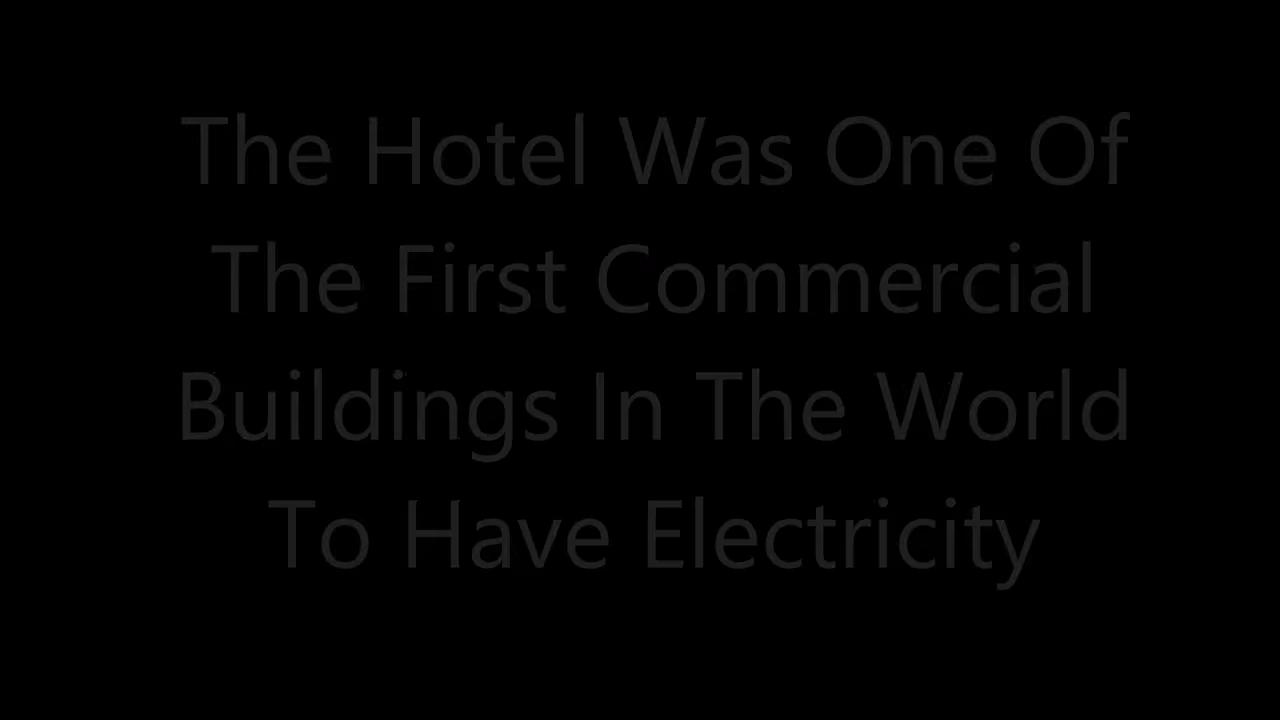 The Hotel Was One Of
The First Commercial
Buildings In The World
To Have Electricity